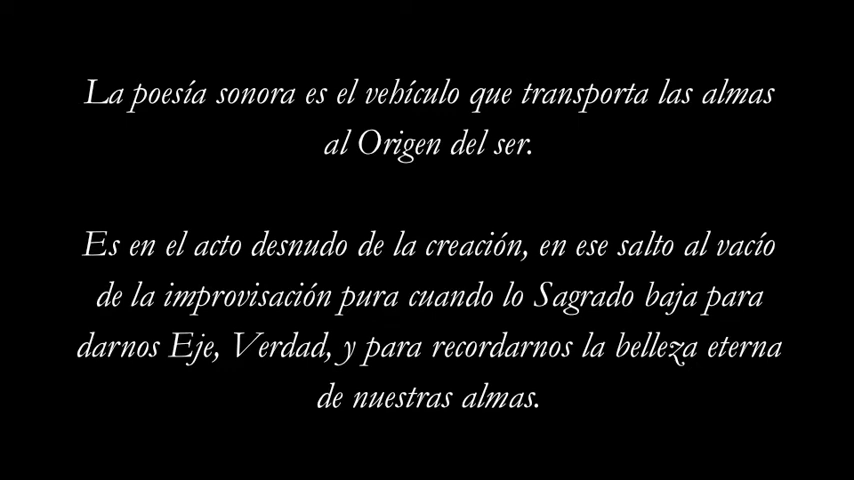 La poesía sonora es el vehículo que transporta las almas
al Origen del ser.
Es en el acto desnudo de la creación, en ese salto al vacío
de la improvisación pura cuando lo Sagrado baja para
darnos Eje, Verdad, y para recordarnos la belleza eterna
de nuestras almas.